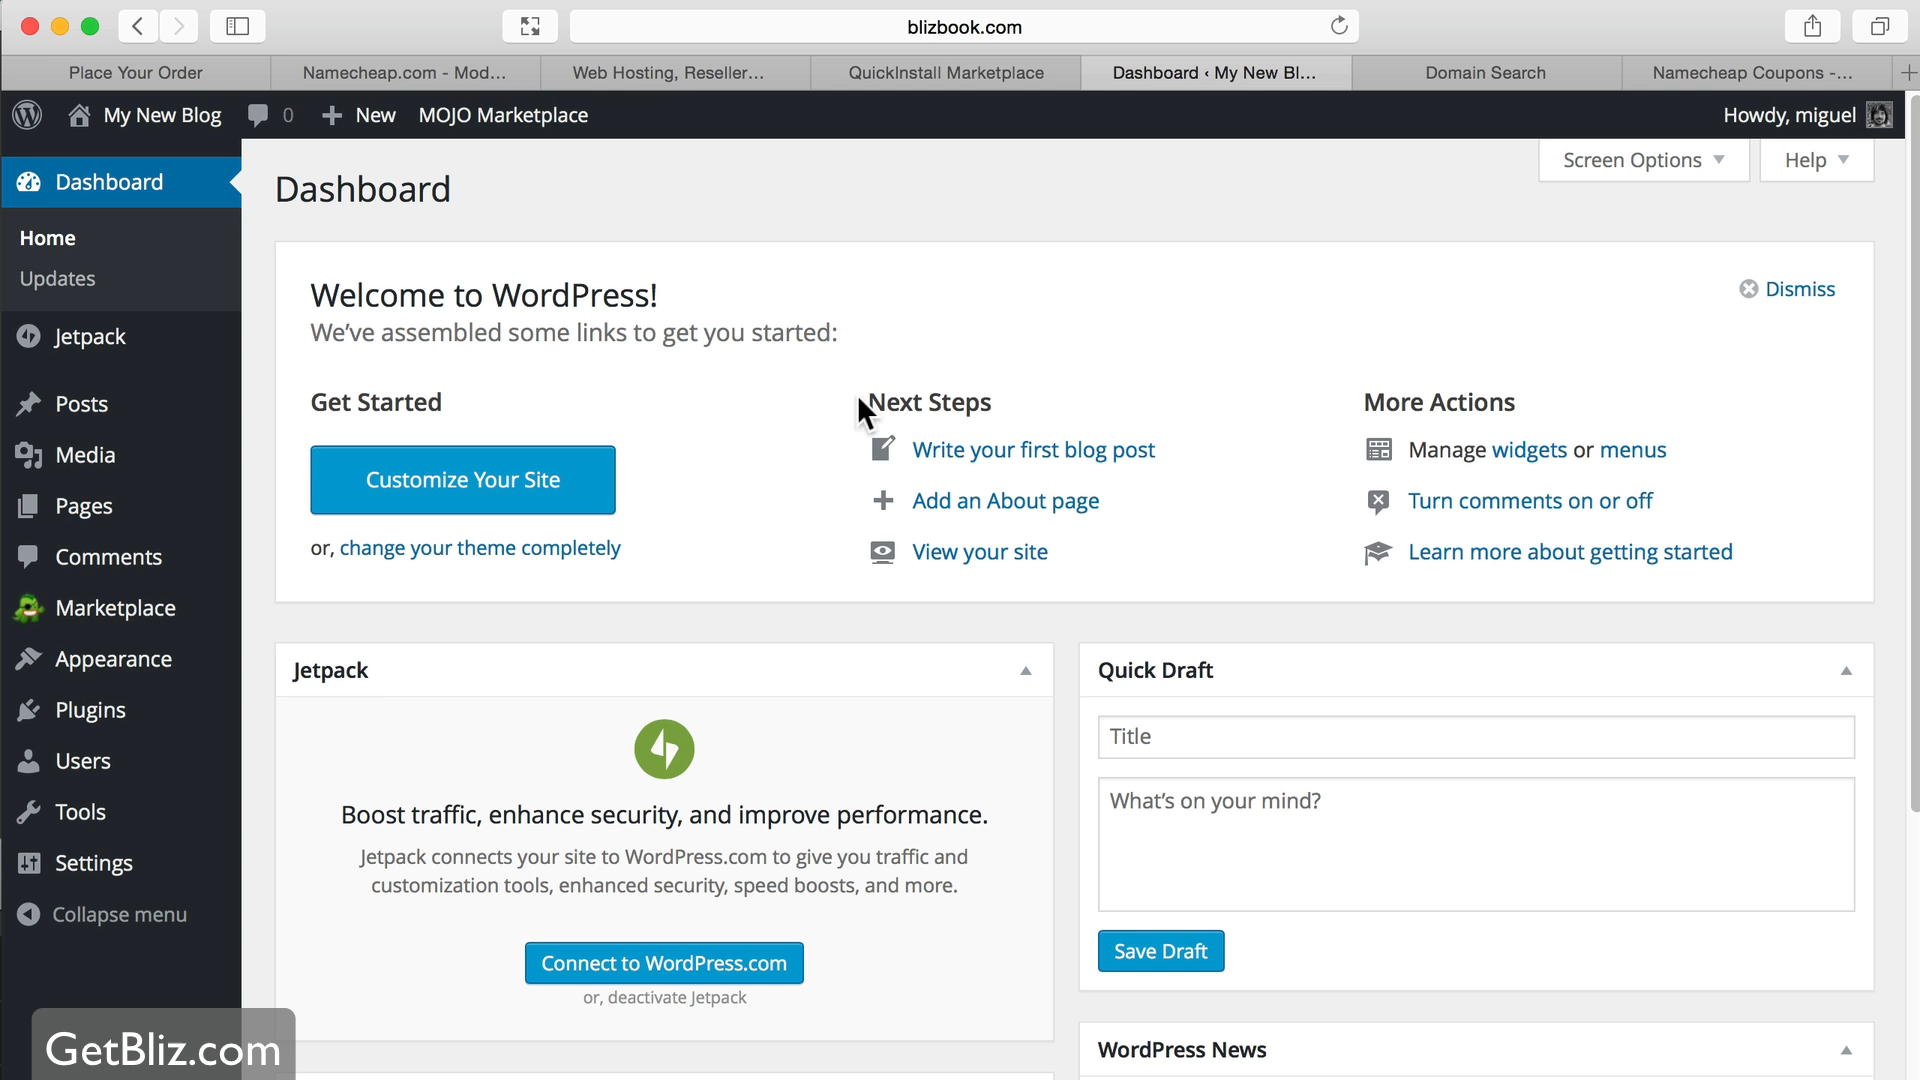 blizbook.com
Place Your Order
Namecheap.com - Mod...
Web Hosting, Reseller...
QuickInstall Marketplace
Dashboard ‹ My New Bl...
Domain Search
Namecheap Coupons -...
My New Blog
0
New
MOJO Marketplace
Howdy, miguel
Screen Options
Help
Dashboard
Home
Updates
Jetpack
Posts
Media
Pages
Comments
Marketplace
Appearance
Plugins
Users
Tools
Settings
Collapse menu
Dashboard
Welcome to WordPress!
We've assembled some links to get you started:
Dismiss
Get Started
Customize Your Site
or, change your theme completely
Next Steps
Write your first blog post
Add an About page
View your site
More Actions
Manage widgets or menus
Turn comments on or off
Learn more about getting started
Jetpack
Boost traffic, enhance security, and improve performance.
Jetpack connects your site to WordPress.com to give you traffic and
customization tools, enhanced security, speed boosts, and more.
Connect to WordPress.com
or, deactivate Jetpack
Quick Draft
Title
What's on your mind?
Save Draft
WordPress News
GetBliz.com